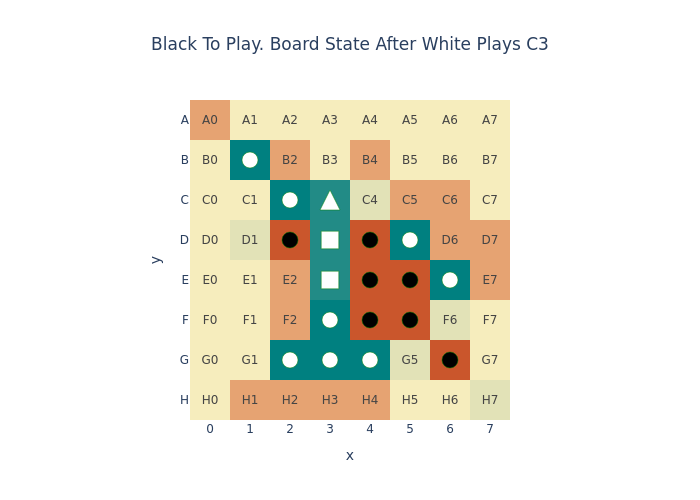 Black To Play. Board State After White Plays C3
A A0 A1 A2 A3 A4 A5 A6 A7
B B0 B2 B3 B4 B5 B6 B7
C C0 C1 C4 C5 C6 C7
D D0 D1 D6 D7
y
E E0 E1 E2 E7
F F0 F1 F2 F6 F7
G G0 G1 G5 G7
H H0 H1 H2 H3 H4 H5 H6 H7
0 1 2 3 4 5 6 7
x